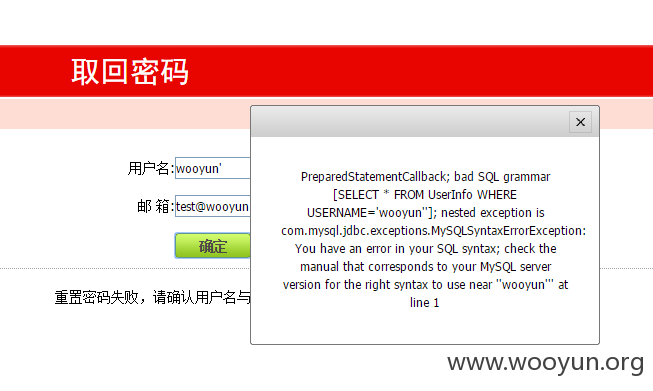 取回密码
用户名:wooyun'
邮 箱:test@wooyun
确定
重置密码失败，请确认用户名与
×
PreparedStatementCallback; bad SQL grammar
[SELECT * FROM UserInfo WHERE
USERNAME='wooyun'']; nested exception is
com.mysql.jdbc.exceptions.MySQLSyntaxErrorException:
You have an error in your SQL syntax; check the
manual that corresponds to your MySQL server
version for the right syntax to use near ''wooyun''' at
line 1
www.wooyun.org